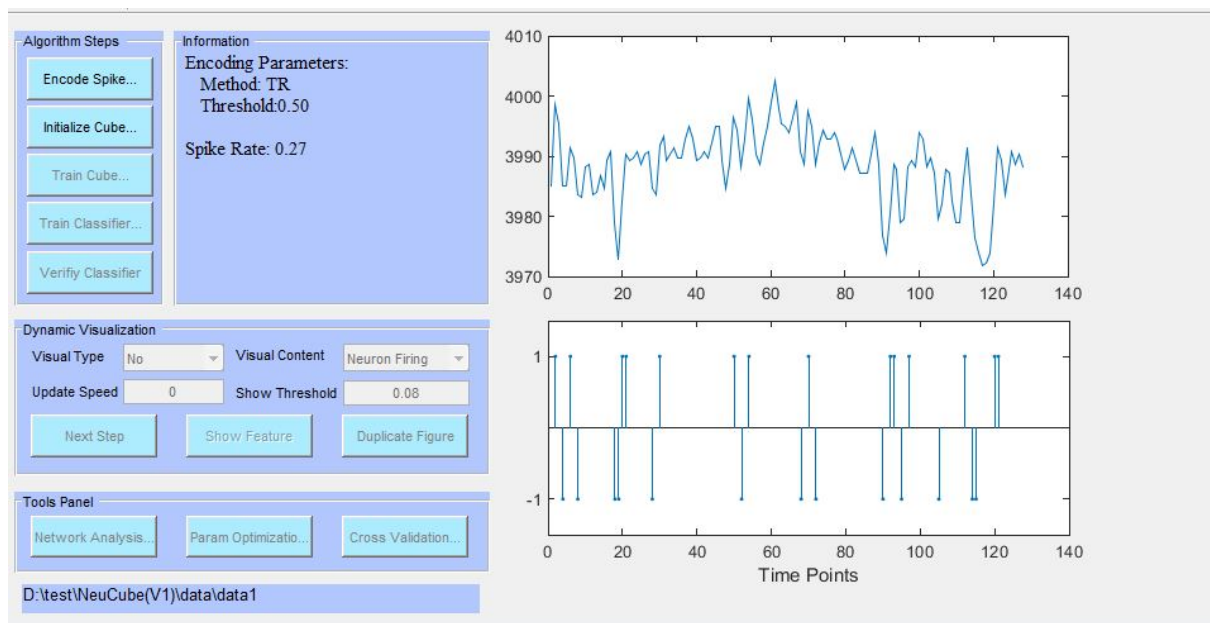 Algorithm Steps
Encode Spike...
Initialize Cube...
Train Cube...
Train Classifier...
Verifiy Classifier
Information
Encoding Parameters:
Method: TR
Threshold:0.50
Spike Rate: 0.27
Dynamic Visualization
Visual Type No Visual Content Neuron Firing
Update Speed 0 Show Threshold 0.08
Next Step Show Feature Duplicate Figure
Tools Panel
Network Analysis... Param Optimizatio... Cross Validation...
D:\test\NeuCube(V1)\data\data1
4010
4000
3990
3980
3970
0 20 40 60 80 100 120 140
1
-1
0 20 40 60 80 100 120 140
Time Points